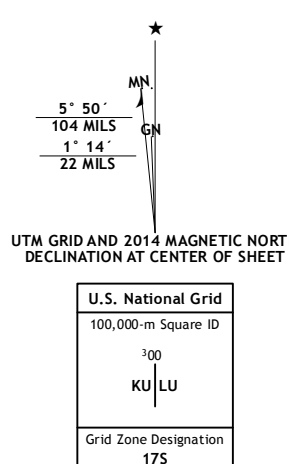 MN.
5° 50´
104 MILS
GN
1° 14´
22 MILS
UTM GRID AND 2014 MAGNETIC NORT
DECLINATION AT CENTER OF SHEET
U.S. National Grid
100,000-m Square ID
³00
KU LU
Grid Zone Designation
17S